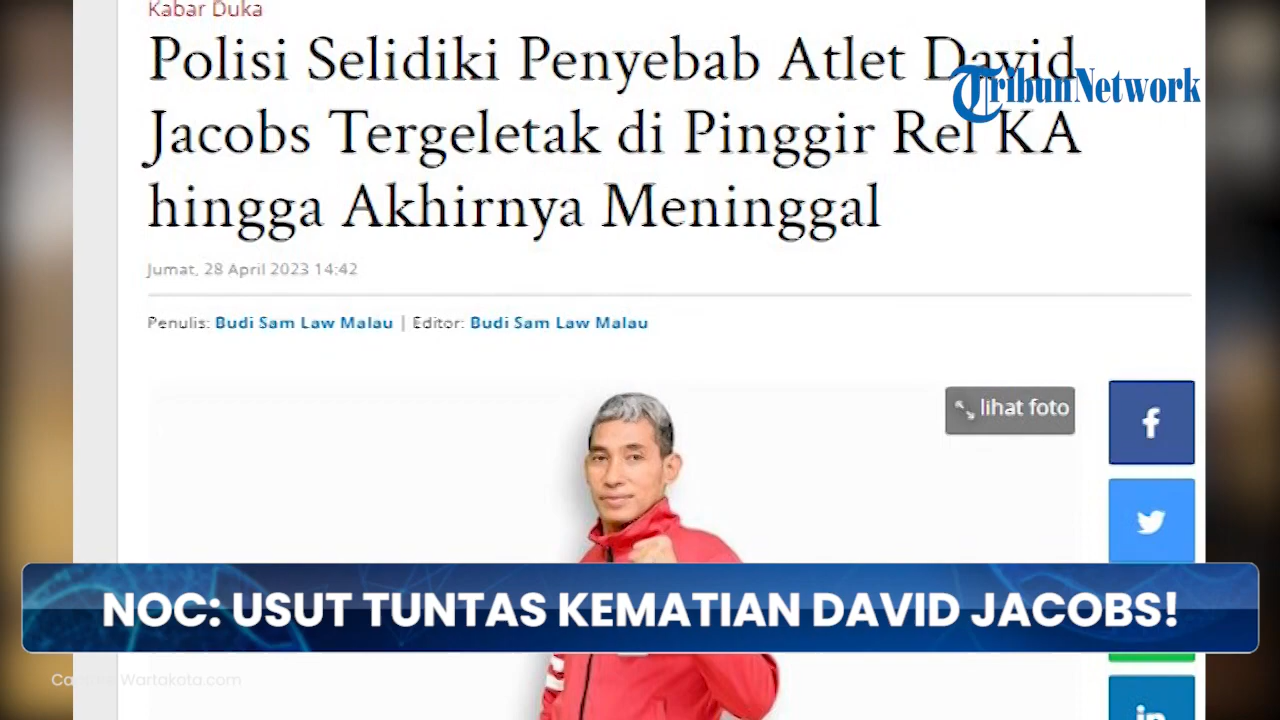 Kabar Duka
Polisi Selidiki Penyebab Atlet David
TribunNetwork
Jacobs Tergeletak di Pinggir Rel KA
hingga Akhirnya Meninggal
Jumat, 28 April 2023 14:42
Penulis: Budi Sam Law Malau | Editor: Budi Sam Law Malau
lihat foto
f
NOC: USUT TUNTAS KEMATIAN DAVID JACOBS!
Wartakota.com
in